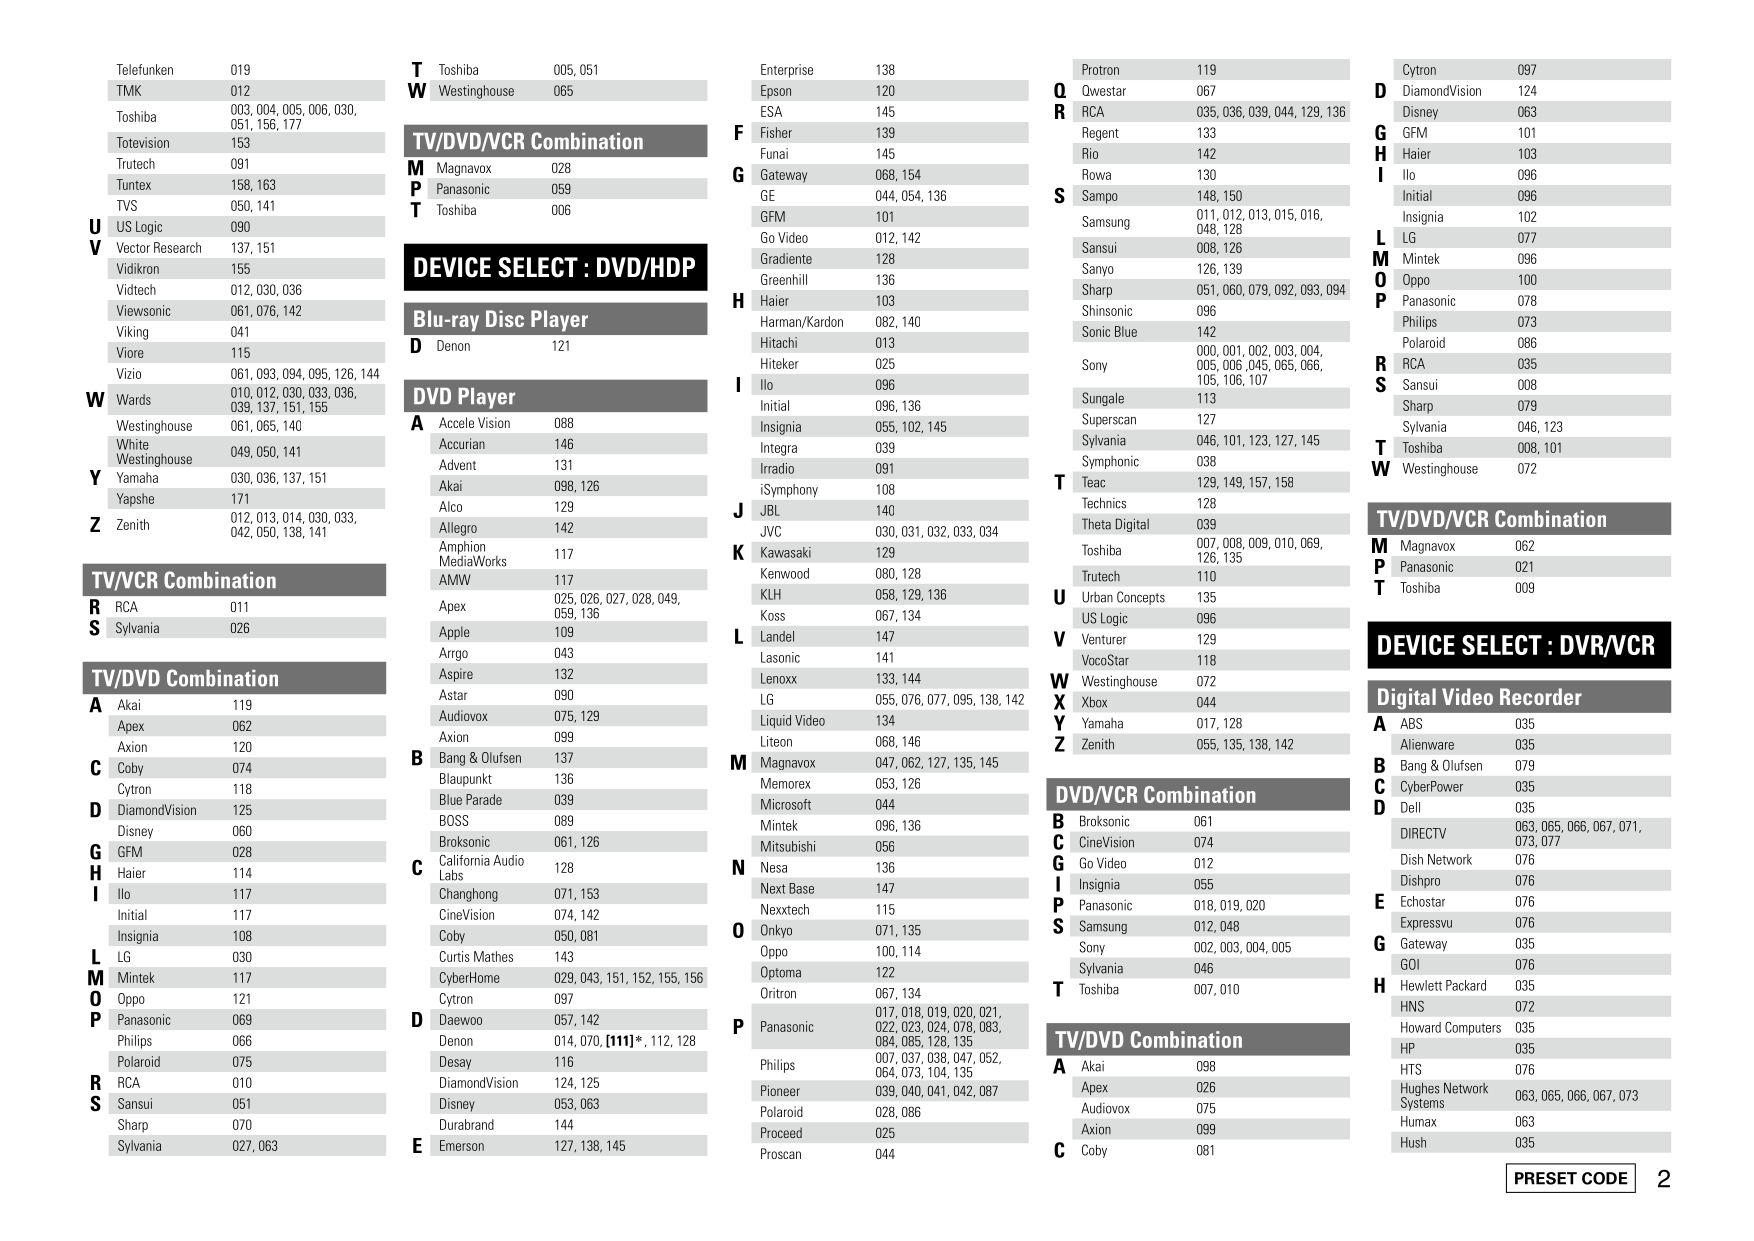 Telefunken 019
TMK 012
Toshiba 003, 004, 005, 006, 030,
051, 156, 177
Totevision 153
Trutech 091
Tuntex 158, 163
TVS 050, 141
U US Logic 090
V Vector Research 137, 151
Vidikron 155
Vidtech 012, 030, 036
Viewsonic 061, 076, 142
Viking 041
Viore 115
Vizio 061, 093, 094, 095, 126, 144
W Wards 010, 012, 030, 033, 036,
039, 137, 151, 155
Westinghouse 061, 065, 140
White
Westinghouse 049, 050, 141
Y Yamaha 030, 036, 137, 151
Yapshe 171
Z Zenith 012, 013, 014, 030, 033,
042, 050, 138, 141
TV/VCR Combination
R RCA 011
S Sylvania 026
TV/DVD Combination
A Akai 119
Apex 062
Axion 120
C Coby 074
Cytron 118
D DiamondVision 125
Disney 060
G GFM 028
H Haier 114
I Ilo 117
Initial 117
Insignia 108
L LG 030
M Mintek 117
O Oppo 121
P Panasonic 069
Philips 066
Polaroid 075
R RCA 010
S Sansui 051
Sharp 070
Sylvania 027, 063
T Toshiba 005, 051
W Westinghouse 065
TV/DVD/VCR Combination
M Magnavox 028
P Panasonic 059
T Toshiba 006
DEVICE SELECT : DVD/HDP
Blu-ray Disc Player
D Denon 121
DVD Player
A Accele Vision 088
Accurian 146
Advent 131
Akai 098, 126
Alco 129
Allegro 142
Amphion
MediaWorks 117
AMW 117
Apex 025, 026, 027, 028, 049,
059, 136
Apple 109
Arrgo 043
Aspire 132
Astar 090
Audiovox 075, 129
Axion 099
B Bang & Olufsen 137
Blaupunkt 136
Blue Parade 039
BOSS 089
Broksonic 061, 126
C California Audio
Labs 128
Changhong 071, 153
CineVision 074, 142
Coby 050, 081
Curtis Mathes 143
CyberHome 029, 043, 151, 152, 155, 156
Cytron 097
D Daewoo 057, 142
Denon 014, 070, [111]*, 112, 128
Desay 116
DiamondVision 124, 125
Disney 053, 063
Durabrand 144
E Emerson 127, 138, 145
Enterprise 138
Epson 120
ESA 145
F Fisher 139
Funai 145
G Gateway 068, 154
GE 044, 054, 136
GFM 101
Go Video 012, 142
Gradiente 128
Greenhill 136
H Haier 103
Harman/Kardon 082, 140
Hitachi 013
Hiteker 025
I Ilo 096
Initial 096, 136
Insignia 055, 102, 145
Integra 039
Irradio 091
iSymphony 108
J JBL 140
JVC 030, 031, 032, 033, 034
K Kawasaki 129
Kenwood 080, 128
KLH 058, 129, 136
Koss 067, 134
L Landel 147
Lasonic 141
Lenoxx 133, 144
LG 055, 076, 077, 095, 138, 142
Liquid Video 134
Liteon 068, 146
M Magnavox 047, 062, 127, 135, 145
Memorex 053, 126
Microsoft 044
Mintek 096, 136
Mitsubishi 056
N Nesa 136
Next Base 147
Nexxtech 115
O Onkyo 071, 135
Oppo 100, 114
Optoma 122
Oritron 067, 134
P Panasonic 017, 018, 019, 020, 021,
022, 023, 024, 078, 083,
084, 085, 128, 135
Philips 007, 037, 038, 047, 052,
064, 073, 104, 135
Pioneer 039, 040, 041, 042, 087
Polaroid 028, 086
Proceed 025
Proscan 044
Protron 119
Q Qwestar 067
R RCA 035, 036, 039, 044, 129, 136
Regent 133
Rio 142
Rowa 130
S Sampo 148, 150
Samsung 011, 012, 013, 015, 016,
048, 128
Sansui 008, 126
Sanyo 126, 139
Sharp 051, 060, 079, 092, 093, 094
Shinsonic 096
Sonic Blue 142
Sony 000, 001, 002, 003, 004,
005, 006 ,045, 065, 066,
105, 106, 107
Sungale 113
Superscan 127
Sylvania 046, 101, 123, 127, 145
Symphonic 038
T Teac 129, 149, 157, 158
Technics 128
Theta Digital 039
Toshiba 007, 008, 009, 010, 069,
126, 135
Trutech 110
U Urban Concepts 135
US Logic 096
V Venturer 129
VocoStar 118
W Westinghouse 072
X Xbox 044
Y Yamaha 017, 128
Z Zenith 055, 135, 138, 142
DVD/VCR Combination
B Broksonic 061
C CineVision 074
G Go Video 012
I Insignia 055
P Panasonic 018, 019, 020
S Samsung 012, 048
Sony 002, 003, 004, 005
Sylvania 046
T Toshiba 007, 010
TV/DVD Combination
A Akai 098
Apex 026
Audiovox 075
Axion 099
C Coby 081
Cytron 097
D DiamondVision 124
Disney 063
G GFM 101
H Haier 103
I Ilo 096
Initial 096
Insignia 102
L LG 077
M Mintek 096
O Oppo 100
P Panasonic 078
Philips 073
Polaroid 086
R RCA 035
S Sansui 008
Sharp 079
Sylvania 046, 123
T Toshiba 008, 101
W Westinghouse 072
TV/DVD/VCR Combination
M Magnavox 062
P Panasonic 021
T Toshiba 009
DEVICE SELECT : DVR/VCR
Digital Video Recorder
A ABS 035
Alienware 035
B Bang & Olufsen 079
C CyberPower 035
D Dell 035
DIRECTV 063, 065, 066, 067, 071,
073, 077
Dish Network 076
Dishpro 076
E Echostar 076
Expressvu 076
G Gateway 035
GOI 076
H Hewlett Packard 035
HNS 072
Howard Computers 035
HP 035
HTS 076
Hughes Network
Systems 063, 065, 066, 067, 073
Humax 063
Hush 035
PRESET CODE 2